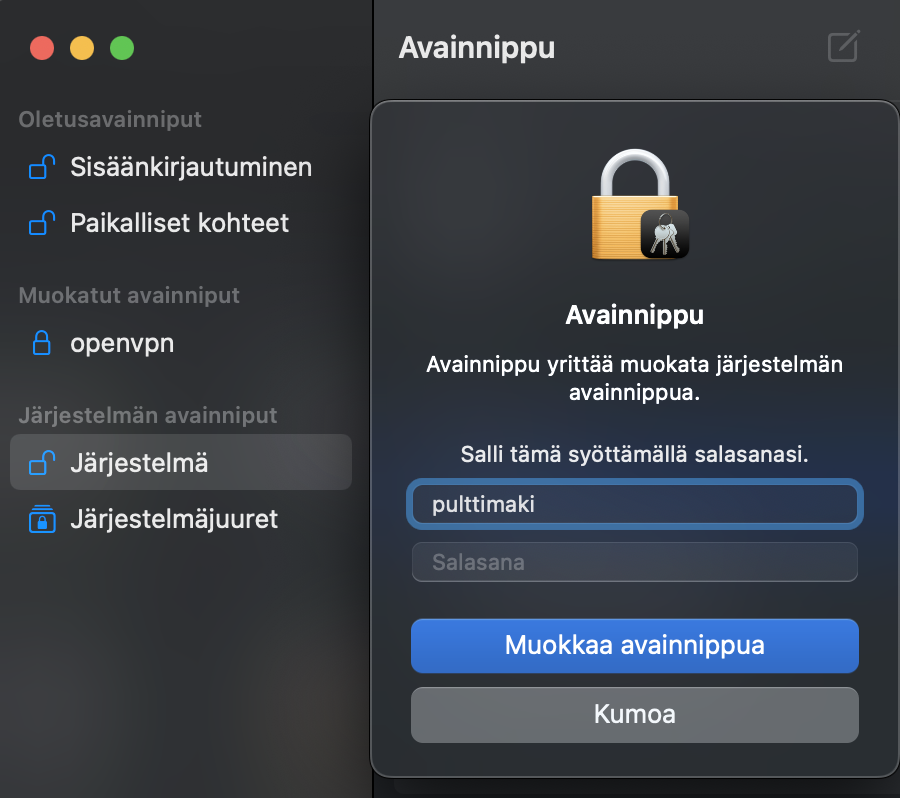 Avainnippu
Oletusavainniput
Sisäänkirjautuminen
Paikalliset kohteet
Muokatut avainniput
openvpn
Järjestelmän avainniput
Järjestelmä
Järjestelmäjuuret
Avainnippu
Avainnippu yrittää muokata järjestelmän
avainnippua.
Salli tämä syöttämällä salasanasi.
pulttimaki
Salasana
Muokkaa avainnippua
Kumoa